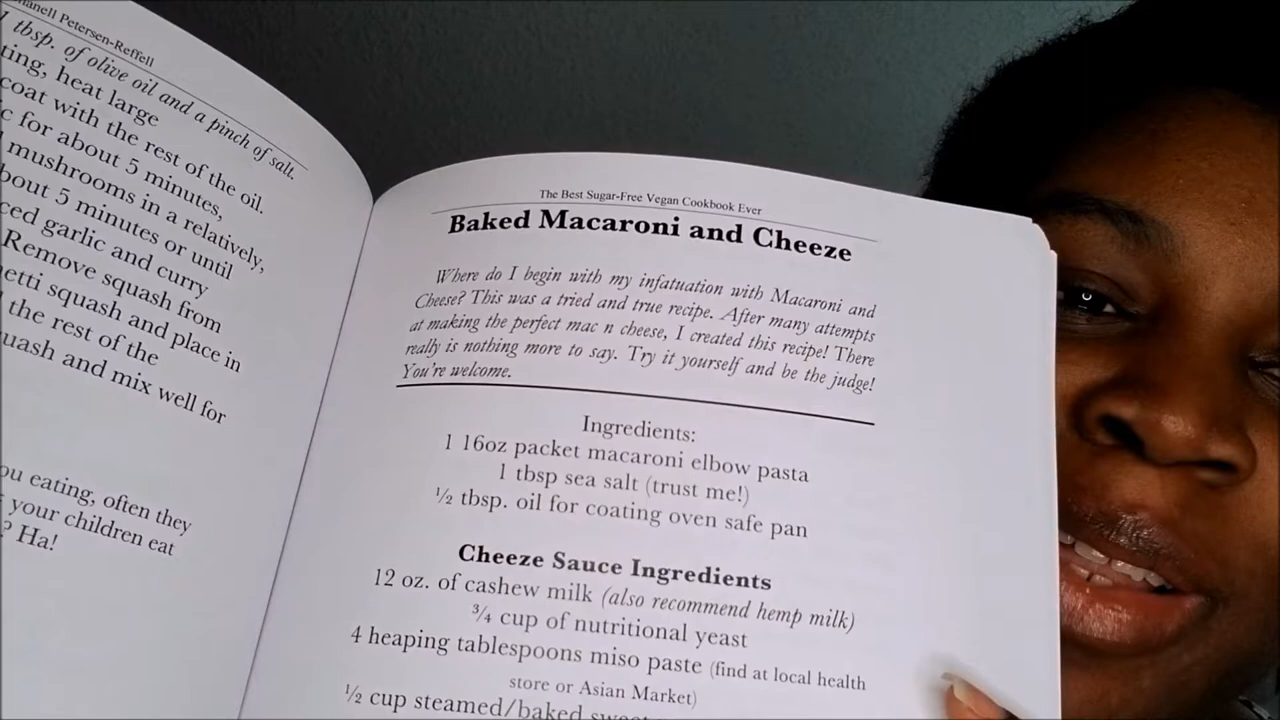 hanell Petersen-Reffell
1 tbsp. of olive oil and a pinch of salt.
ting, heat large
coat with the rest of the oil.
c for about 5 minutes,
mushrooms in a relatively,
bout 5 minutes or until
ced garlic and curry
Remove squash from
etti squash and place in
the rest of the
uash and mix well for
ou eating, often they
your children eat
? Ha!
The Best Sugar-Free Vegan Cookbook Ever
Baked Macaroni and Cheeze
Where do I begin with my infatuation with Macaroni and
Cheese? This was a tried and true recipe. After many attempts
at making the perfect mac n cheese, I created this recipe! There
really is nothing more to say. Try it yourself and be the judge!
You're welcome.
Ingredients:
1 16oz packet macaroni elbow pasta
1 tbsp sea salt (trust me!)
½ tbsp. oil for coating oven safe pan
Cheeze Sauce Ingredients
12 oz. of cashew milk (also recommend hemp milk)
¾ cup of nutritional yeast
4 heaping tablespoons miso paste (find at local health
store or Asian Market)
½ cup steamed/baked sweet